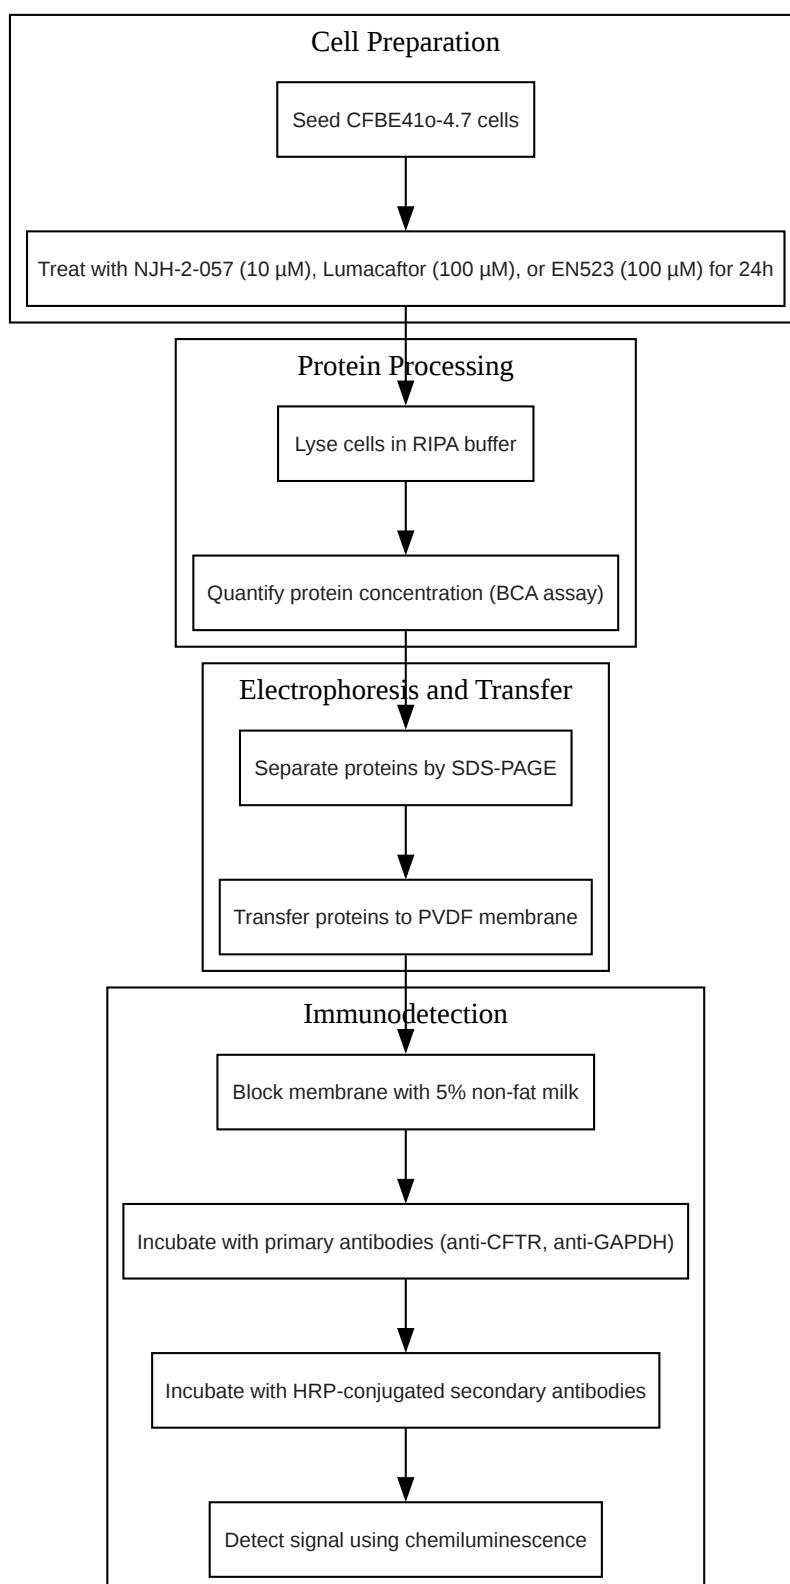 Cell Preparation
Seed CFBE41o-4.7 cells
Treat with NJH-2-057 (10 µM), Lumacaftor (100 µM), or EN523 (100 µM) for 24h
Protein Processing
Lyse cells in RIPA buffer
Quantify protein concentration (BCA assay)
Electrophoresis and Transfer
Separate proteins by SDS-PAGE
Transfer proteins to PVDF membrane
Immunodetection
Block membrane with 5% non-fat milk
Incubate with primary antibodies (anti-CFTR, anti-GAPDH)
Incubate with HRP-conjugated secondary antibodies
Detect signal using chemiluminescence